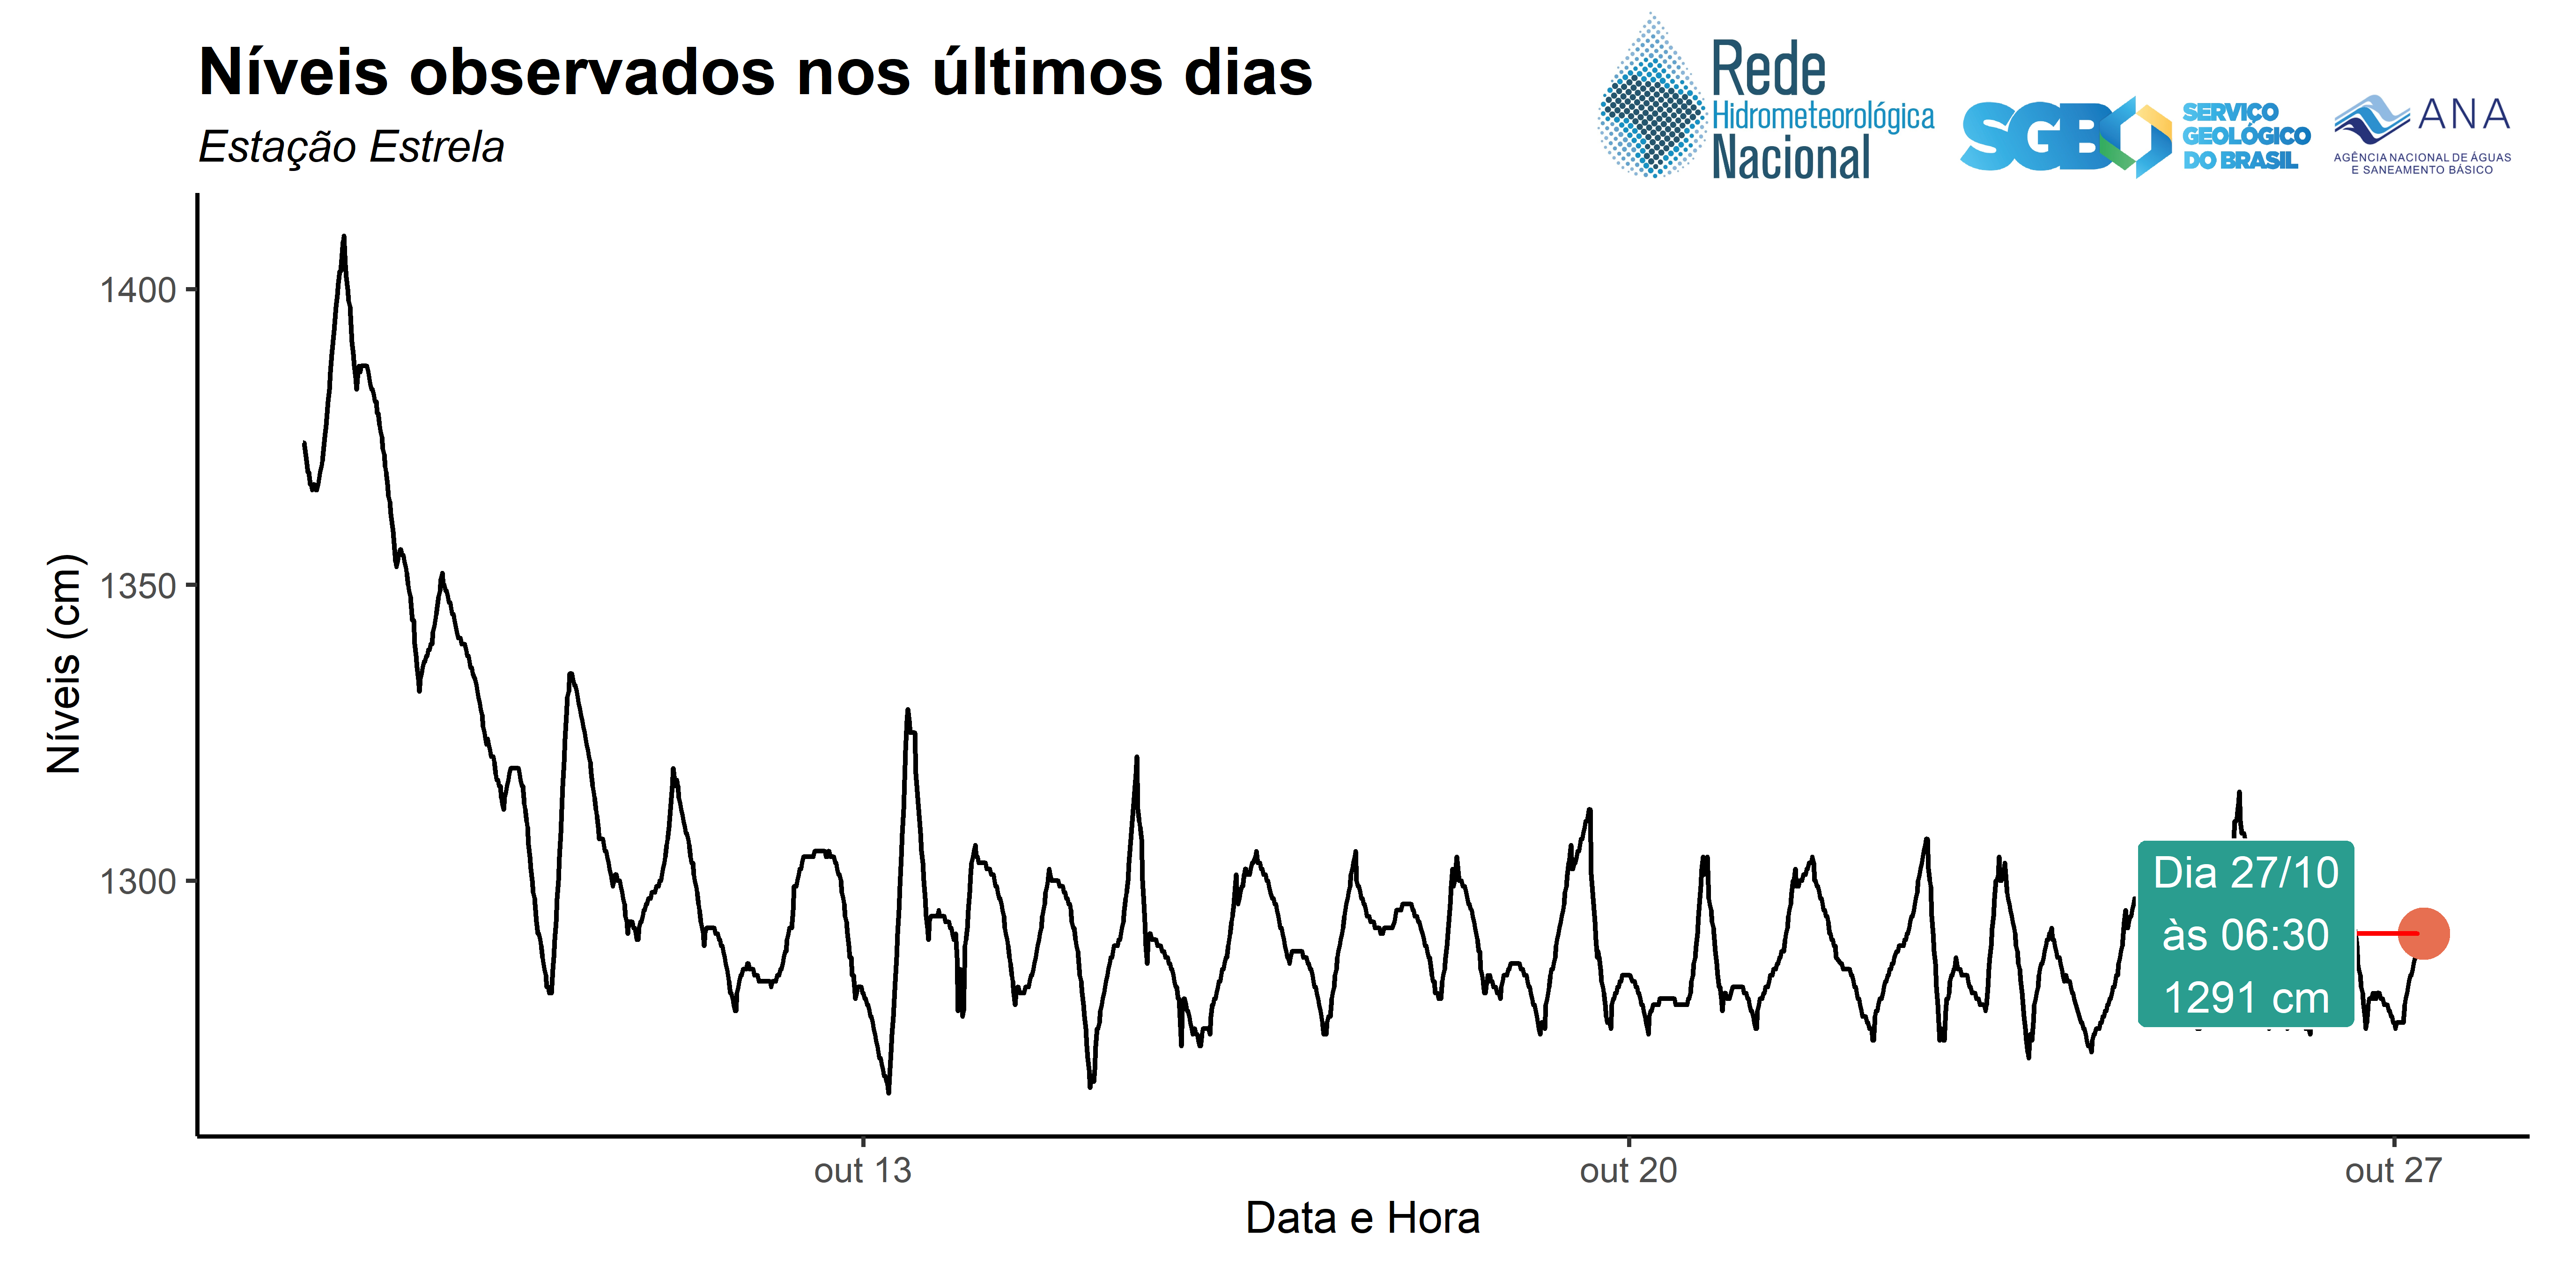 Níveis observados nos últimos dias
Estação Estrela
Rede
Hidrometeorológica
Nacional
SGB
SERVIÇO
GEOLÓGICO
DO BRASIL
ANA
AGÊNCIA NACIONAL DE ÁGUAS
E SANEAMENTO BÁSICO
Níveis (cm)
1400
1350
1300
Dia 27/10
às 06:30
1291 cm
out 13
out 20
out 27
Data e Hora